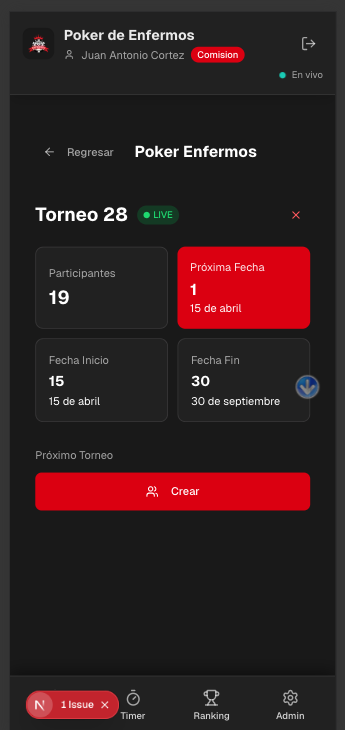 Poker de Enfermos
Juan Antonio Cortez Comision
En vivo
Regresar Poker Enfermos
Torneo 28 LIVE
Participantes
19
Próxima Fecha
1
15 de abril
Fecha Inicio
15
15 de abril
Fecha Fin
30
30 de septiembre
Próximo Torneo
Crear
N 1 Issue
Timer
Ranking
Admin